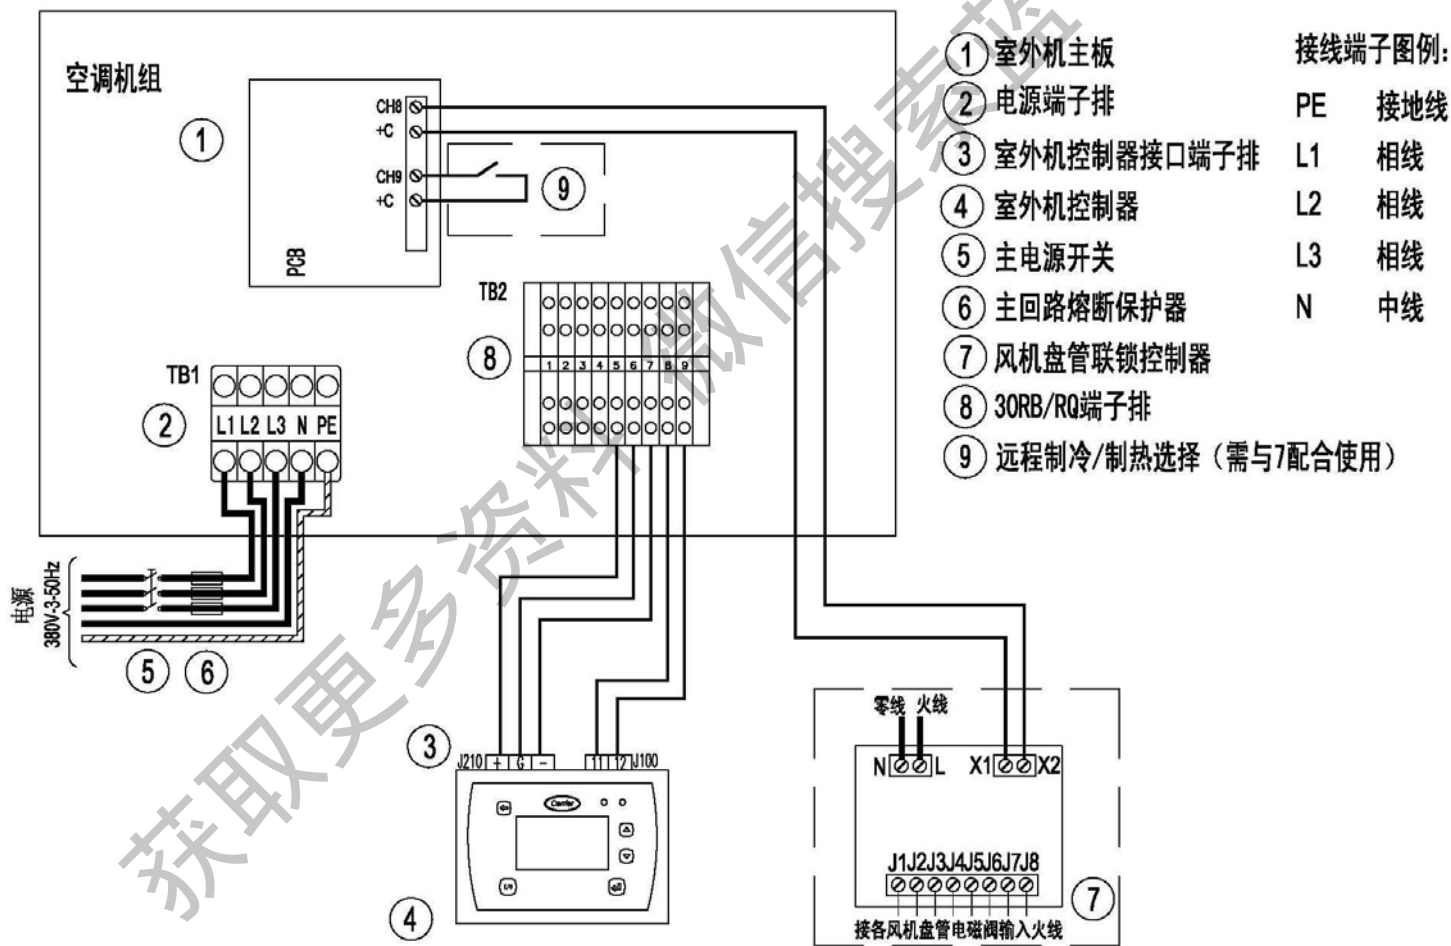 空调机组
①
CH8
+C
CH9
+C
⑨
PCB
TB2
⑧
1 2 3 4 5 6 7 8 9
TB1
②
L1 L2 L3 N PE
电源
380V-3-50Hz
⑤ ⑥
③
J210 + G - 11 12 J100
Carrier
④
零线 火线
N L X1 X2
J1J2J3J4J5J6J7J8
⑦
接各风机盘管电磁阀输入火线
① 室外机主板
② 电源端子排
③ 室外机控制器接口端子排
④ 室外机控制器
⑤ 主电源开关
⑥ 主回路熔断保护器
⑦ 风机盘管联锁控制器
⑧ 30RB/RQ端子排
⑨ 远程制冷/制热选择（需与7配合使用）
接线端子图例：
PE 接地线
L1 相线
L2 相线
L3 相线
N 中线
获取更多资料 微信搜索蓝